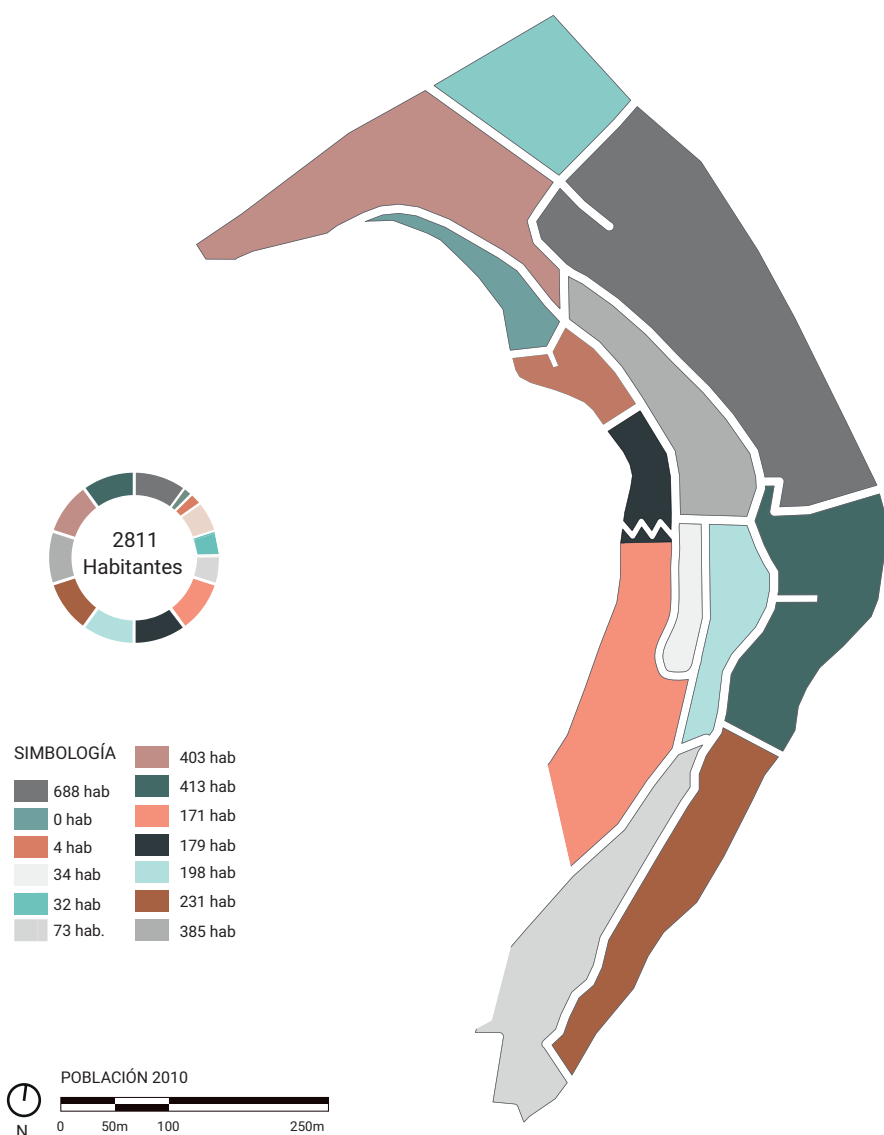 2811
Habitantes
SIMBOLOGÍA
688 hab
0 hab
4 hab
34 hab
32 hab
73 hab.
403 hab
413 hab
171 hab
179 hab
198 hab
231 hab
385 hab
POBLACIÓN 2010
0 50m 100 250m
N